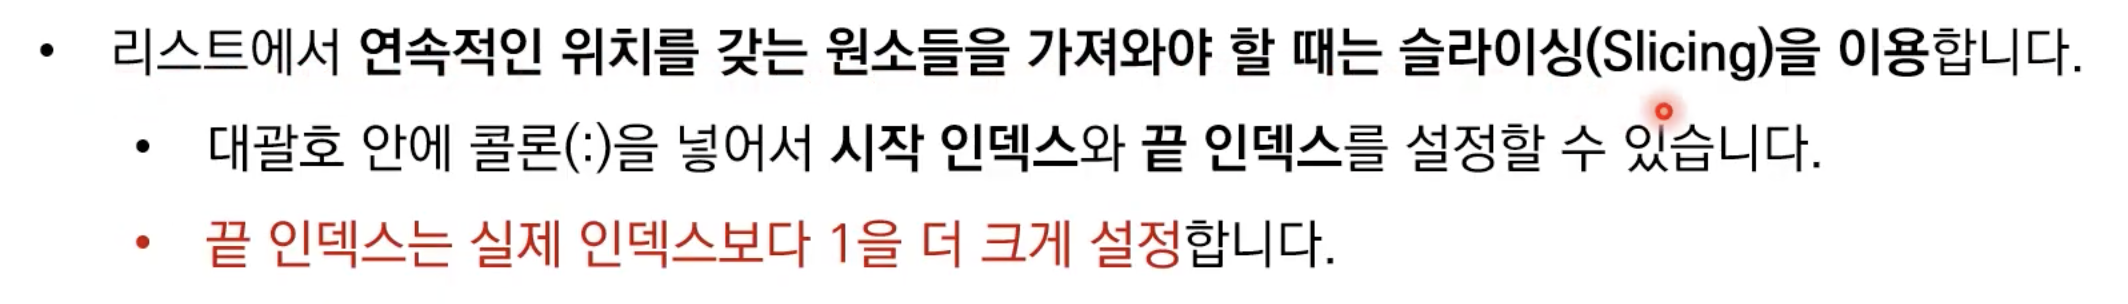 • 리스트에서 연속적인 위치를 갖는 원소들을 가져와야 할 때는 슬라이싱(Slicing)을 이용합니다.
• 대괄호 안에 콜론(:)을 넣어서 시작 인덱스와 끝 인덱스를 설정할 수 있습니다.
• 끝 인덱스는 실제 인덱스보다 1을 더 크게 설정합니다.